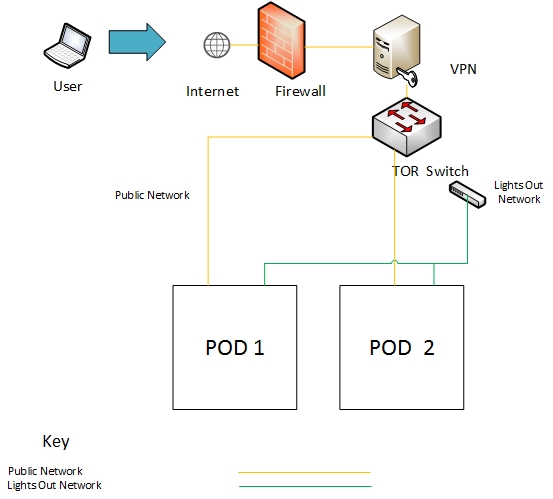 User
Internet
Firewall
VPN
TOR Switch
Public Network
Lights Out
Network
POD 1
POD 2
Key
Public Network
Lights Out Network